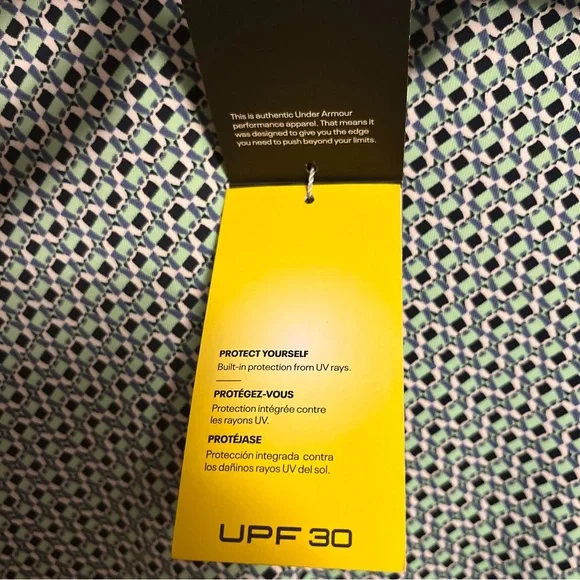 This is authentic Under Armour
performance apparel. That means it
was designed to give you the edge
you need to push beyond your limits.
PROTECT YOURSELF
Built-in protection from UV rays.
PROTÉGEZ-VOUS
Protection intégrée contre
les rayons UV.
PROTÉJASE
Protección integrada contra
los dañinos rayos UV del sol.
UPF 30